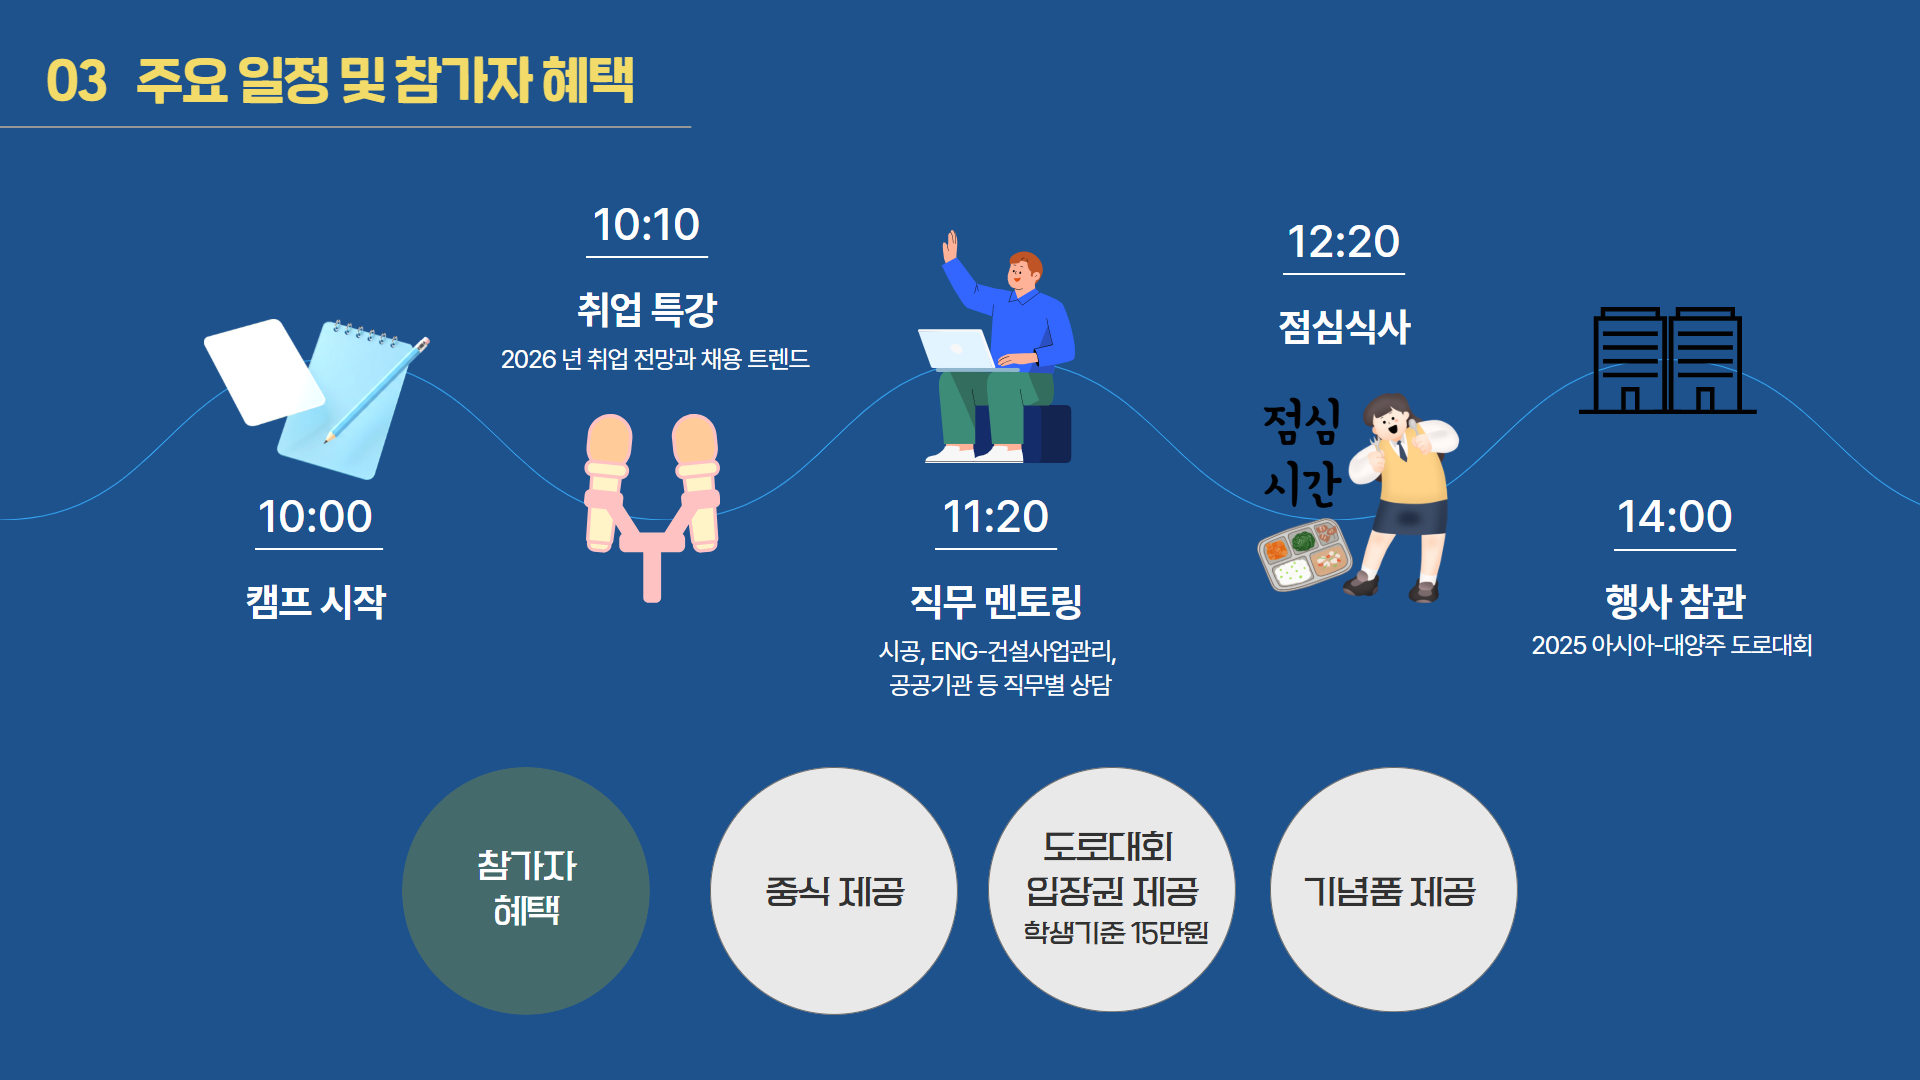 03 주요 일정 및 참가자 혜택
10:00
캠프 시작
10:10
취업 특강
2026 년 취업 전망과 채용 트렌드
11:20
직무 멘토링
시공, ENG-건설사업관리,
공공기관 등 직무별 상담
12:20
점심식사
점심
시간
14:00
행사 참관
2025 아시아-대양주 도로대회
참가자
혜택
중식 제공
도로대회
입장권 제공
학생기준 15만원
기념품 제공